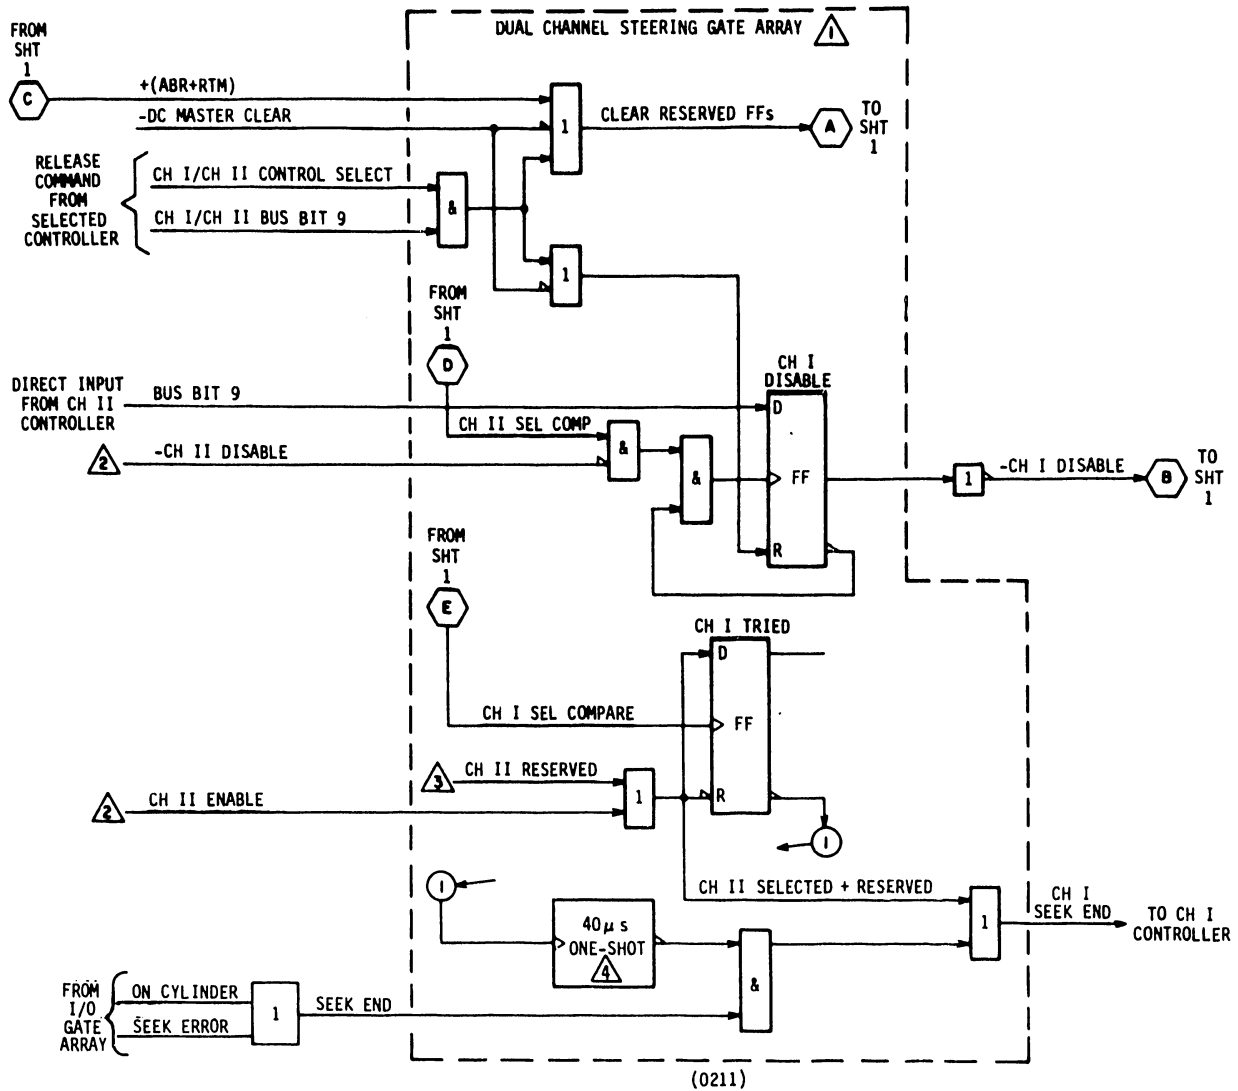 DUAL CHANNEL STEERING GATE ARRAY 1
FROM
SHT
1
C
+(ABR+RTM)
-DC MASTER CLEAR
1
CLEAR RESERVED FFs
A
TO
SHT
1
RELEASE
COMMAND
FROM
SELECTED
CONTROLLER
CH I/CH II CONTROL SELECT
CH I/CH II BUS BIT 9
&
1
FROM
SHT
1
D
DIRECT INPUT
FROM CH II
CONTROLLER
BUS BIT 9
CH II SEL COMP
2
-CH II DISABLE
&
&
CH I
DISABLE
D
FF
R
1
-CH I DISABLE
B
TO
SHT
1
FROM
SHT
1
E
CH I TRIED
D
CH I SEL COMPARE
FF
R
3
CH II RESERVED
2
CH II ENABLE
1
1
1
CH II SELECTED + RESERVED
40μs
ONE-SHOT
4
&
1
CH I
SEEK END
TO CH I
CONTROLLER
FROM
I/O
GATE
ARRAY
ON CYLINDER
SEEK ERROR
1
SEEK END
(0211)